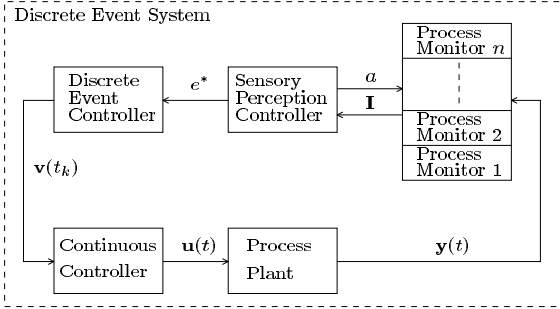 Discrete Event System
Process
Monitor n
Discrete
Event
Controller
e*
Sensory
Perception
Controller
a
I
Process
Monitor 2
Process
Monitor 1
v(t_k)
Continuous
Controller
u(t)
Process
Plant
y(t)